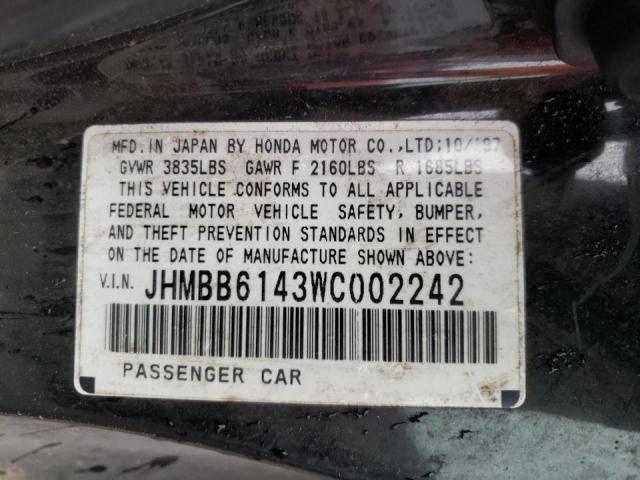 MFD. IN JAPAN BY HONDA MOTOR CO.,LTD;10/'97
GVWR 3835LBS GAWR F 2160LBS R 1685LBS
THIS VEHICLE CONFORMS TO ALL APPLICABLE
FEDERAL MOTOR VEHICLE SAFETY, BUMPER,
AND THEFT PREVENTION STANDARDS IN EFFECT
ON THE DATE OF MANUFACTURE SHOWN ABOVE:
V.I.N. JHMBB6143WC002242
PASSENGER CAR